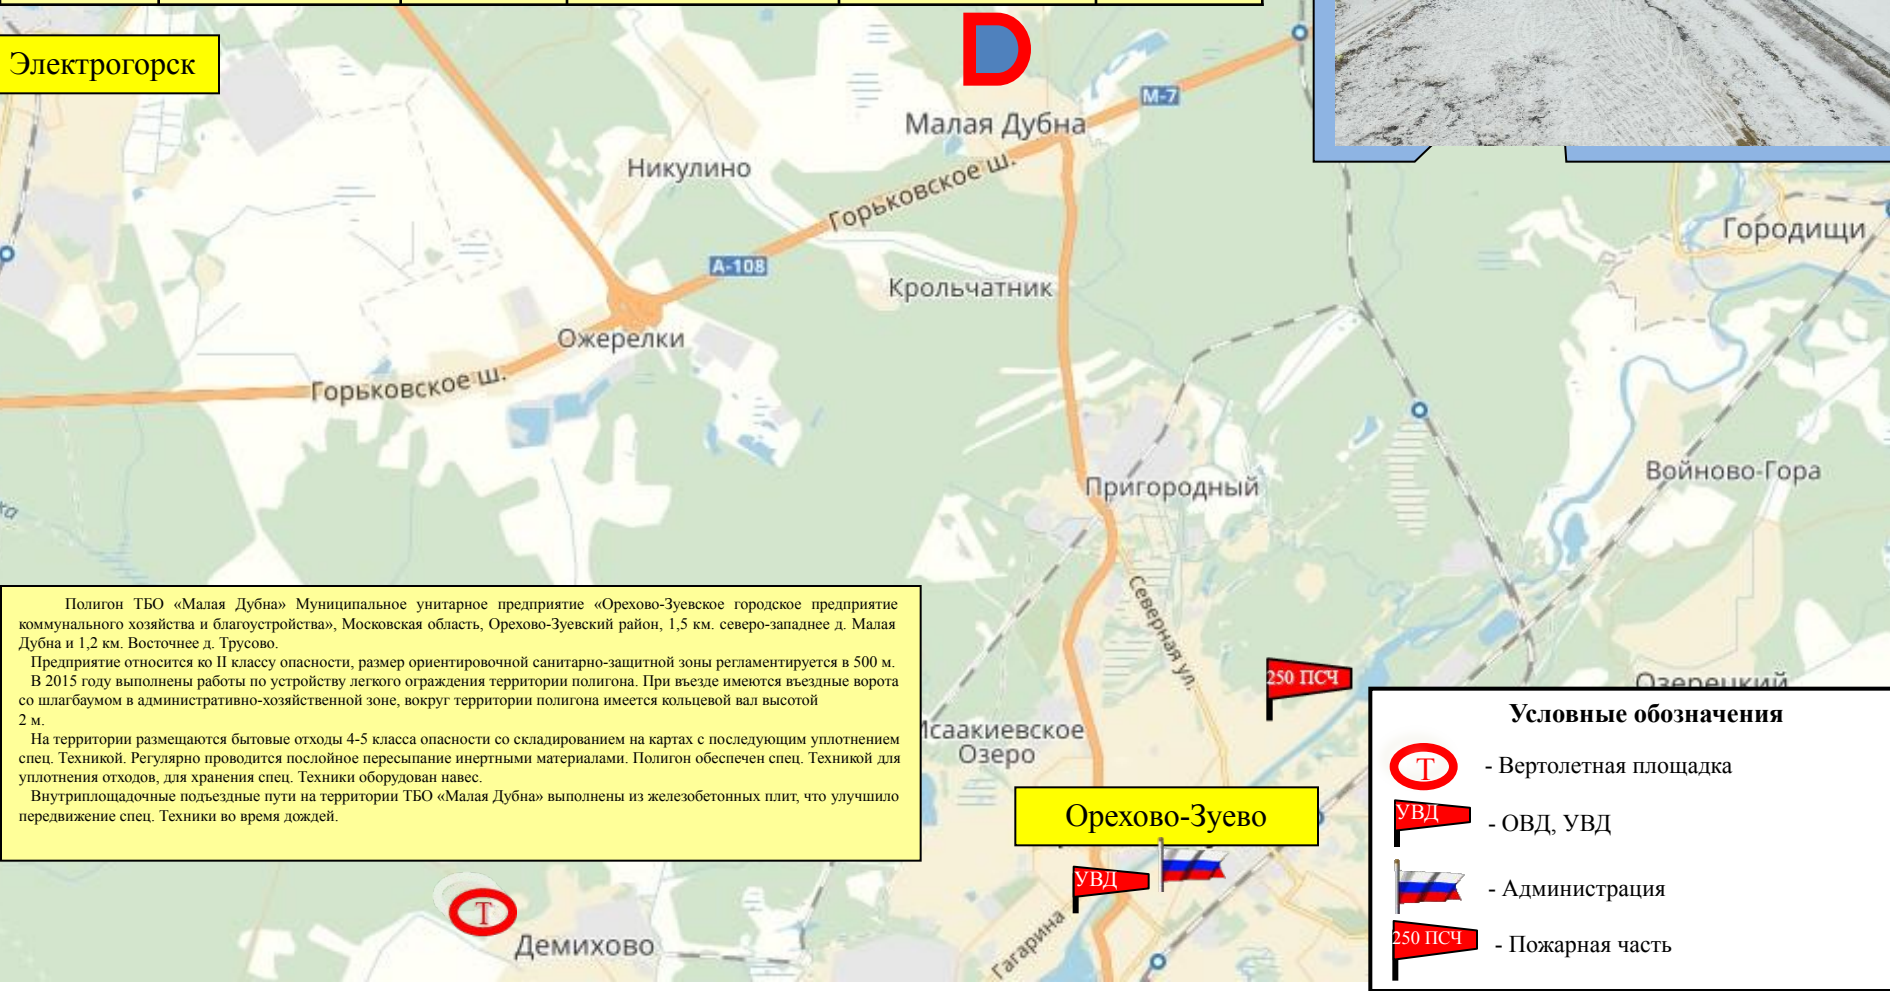 Электрогорск
М-7
Малая Дубна
Никулино
Горьковское ш.
Городищи
А-108
Крольчатник
Ожерелки
Горьковское ш.
Войново-Гора
Пригородный
Полигон ТБО «Малая Дубна» Муниципальное унитарное предприятие «Орехово-Зуевское городское предприятие
коммунального хозяйства и благоустройства», Московская область, Орехово-Зуевский район, 1,5 км. северо-западнее д. Малая
Дубна и 1,2 км. Восточнее д. Трусово.
Предприятие относится ко II классу опасности, размер ориентировочной санитарно-защитной зоны регламентируется в 500 м.
В 2015 году выполнены работы по устройству легкого ограждения территории полигона. При въезде имеются въездные ворота
со шлагбаумом в административно-хозяйственной зоне, вокруг территории полигона имеется кольцевой вал высотой
2 м.
На территории размещаются бытовые отходы 4-5 класса опасности со складированием на картах с последующим уплотнением
спец. Техникой. Регулярно проводится послойное пересыпание инертными материалами. Полигон обеспечен спец. Техникой для
уплотнения отходов, для хранения спец. Техники оборудован навес.
Внутриплощадочные подъездные пути на территории ТБО «Малая Дубна» выполнены из железобетонных плит, что улучшило
передвижение спец. Техники во время дождей.
Северная ул.
250 ПСЧ
Озерецкий
Исаакиевское
Озеро
Орехово-Зуево
УВД
Гагарина
Т
Демихово
Условные обозначения
Т - Вертолетная площадка
УВД - ОВД, УВД
- Администрация
250 ПСЧ - Пожарная часть